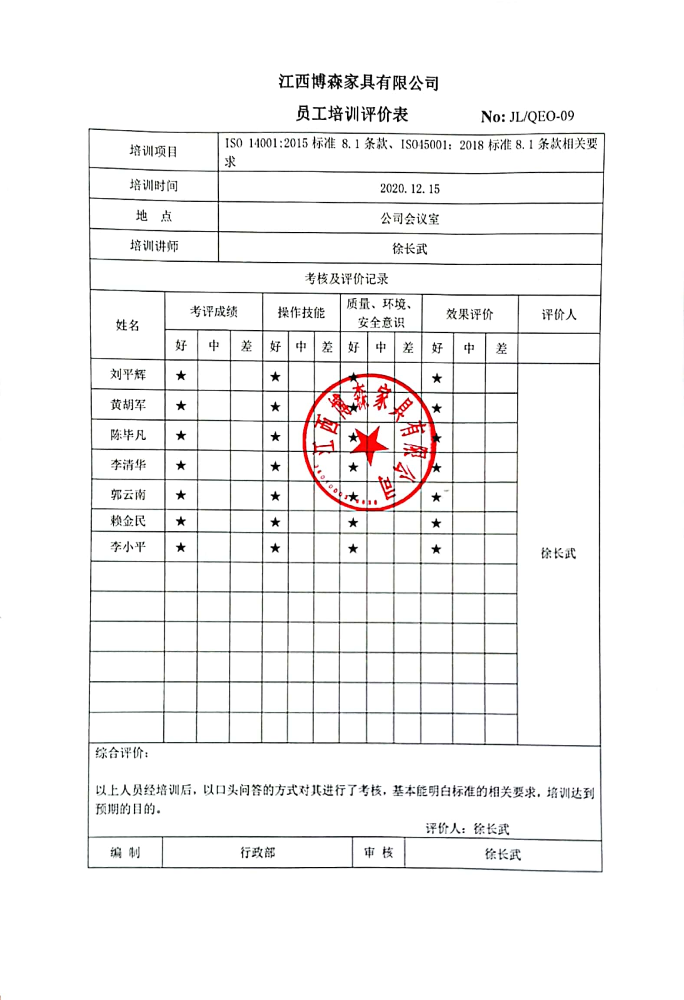 江西博森家具有限公司
员工培训评价表 No: JL/QEO-09
培训项目 ISO 14001:2015 标准 8.1 条款、ISO45001: 2018 标准 8.1 条款相关要
求
培训时间 2020.12.15
地 点 公司会议室
培训讲师 徐长武
考核及评价记录
姓名 考评成绩 操作技能 质量、环境、 效果评价 评价人
安全意识
好 中 差 好 中 差 好 中 差 好 中 差
刘平辉 ★ ★ ★ ★
黄胡军 ★ ★ ★ ★
陈毕凡 ★ ★ ★ ★
李清华 ★ ★ ★ ★
郭云南 ★ ★ ★ ★
赖金民 ★ ★ ★ ★
李小平 ★ ★ ★ ★
徐长武
江西博森家具有限公司
综合评价:
以上人员经培训后，以口头问答的方式对其进行了考核，基本能明白标准的相关要求，培训达到
预期的目的。
评价人：徐长武
编 制 行政部 审 核 徐长武